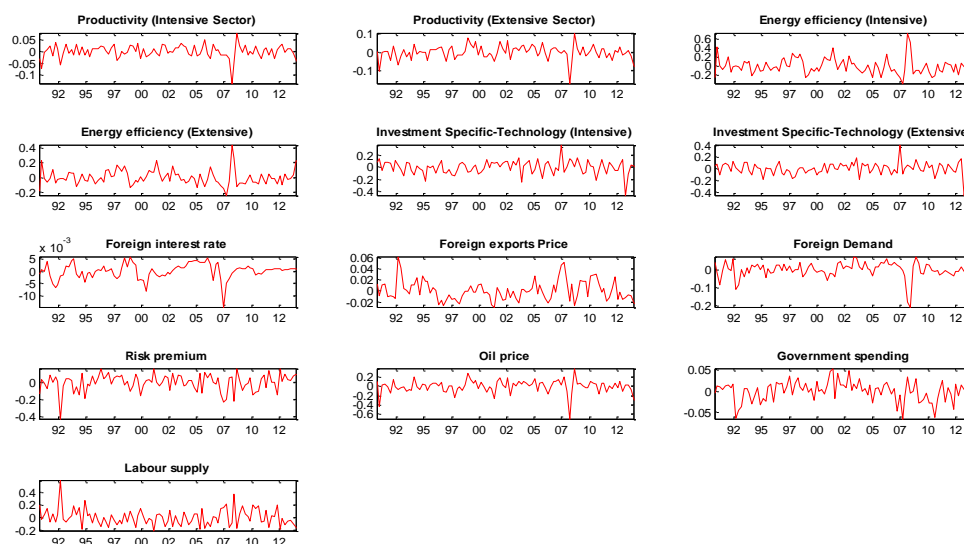 Productivity (Intensive Sector)
0.05
0
-0.05
-0.1
92 95 97 00 02 05 07 10 12
Productivity (Extensive Sector)
0.1
0
-0.1
92 95 97 00 02 05 07 10 12
Energy efficiency (Intensive)
0.6
0.4
0.2
0
-0.2
92 95 97 00 02 05 07 10 12
Energy efficiency (Extensive)
0.4
0.2
0
-0.2
92 95 97 00 02 05 07 10 12
Investment Specific-Technology (Intensive)
0.2
0
-0.2
-0.4
92 95 97 00 02 05 07 10 12
Investment Specific-Technology (Extensive
0.4
0.2
0
-0.2
-0.4
92 95 97 00 02 05 07 10 12
Foreign interest rate
x 10-3
5
0
-5
-10
92 95 97 00 02 05 07 10 12
Foreign exports Price
0.06
0.04
0.02
0
-0.02
92 95 97 00 02 05 07 10 12
Foreign Demand
0
-0.1
-0.2
92 95 97 00 02 05 07 10 12
Risk premium
0
-0.2
-0.4
92 95 97 00 02 05 07 10 12
Oil price
0.2
0
-0.2
-0.4
-0.6
92 95 97 00 02 05 07 10 12
Government spending
0.05
0
-0.05
92 95 97 00 02 05 07 10 12
Labour supply
0.4
0.2
0
-0.2
92 95 97 00 02 05 07 10 12